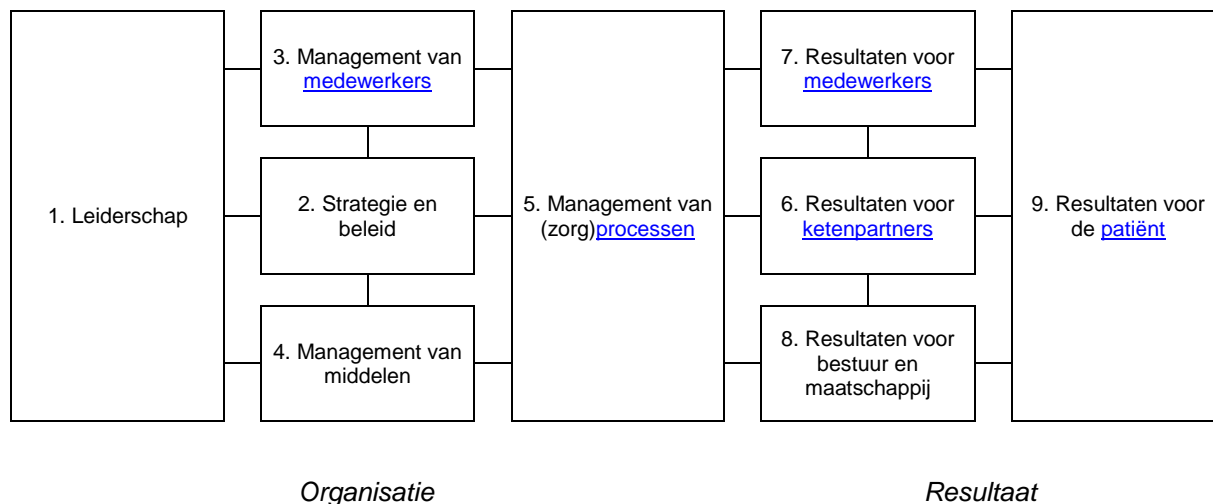 1. Leiderschap
3. Management van
medewerkers
2. Strategie en
beleid
4. Management van
middelen
5. Management van
(zorg)processen
7. Resultaten voor
medewerkers
6. Resultaten voor
ketenpartners
8. Resultaten voor
bestuur en
maatschappij
9. Resultaten voor
de patiënt
Organisatie
Resultaat